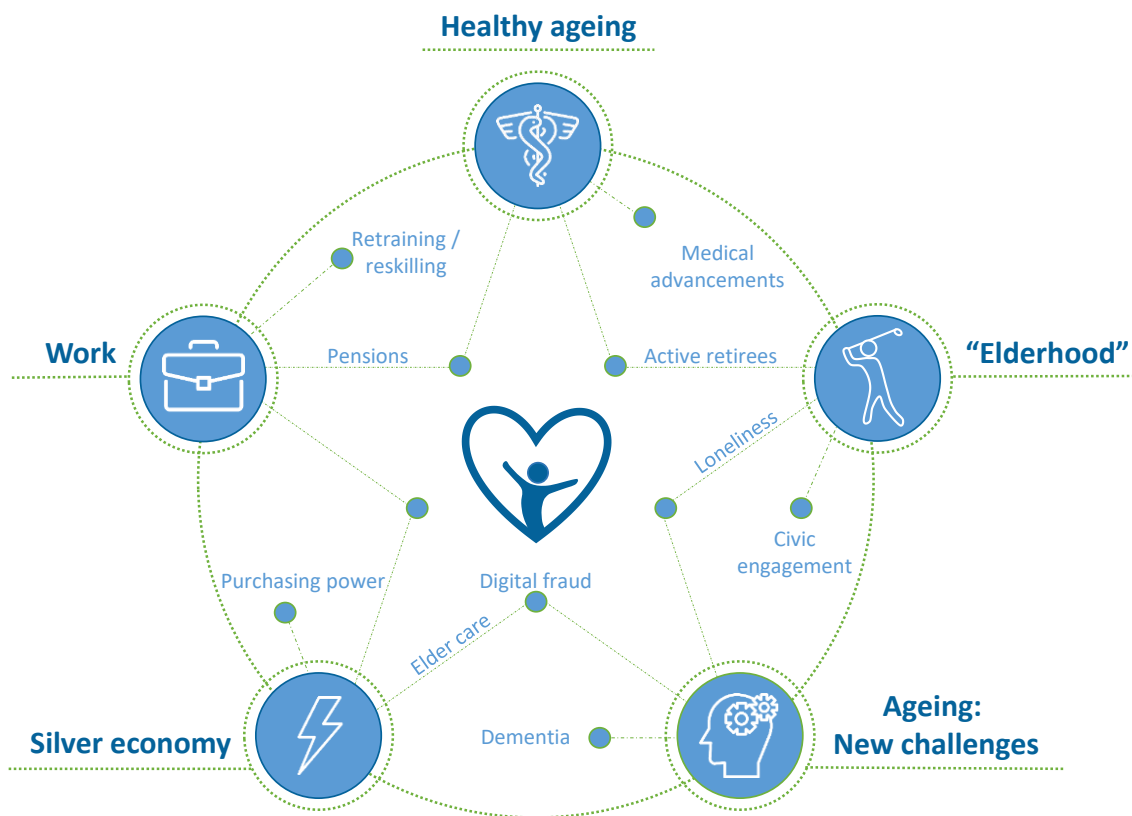 Healthy ageing
Retraining /
reskilling
Medical
advancements
Work
Pensions
Active retirees
“Elderhood”
Loneliness
Civic
engagement
Purchasing power
Digital fraud
Elder care
Silver economy
Dementia
Ageing:
New challenges